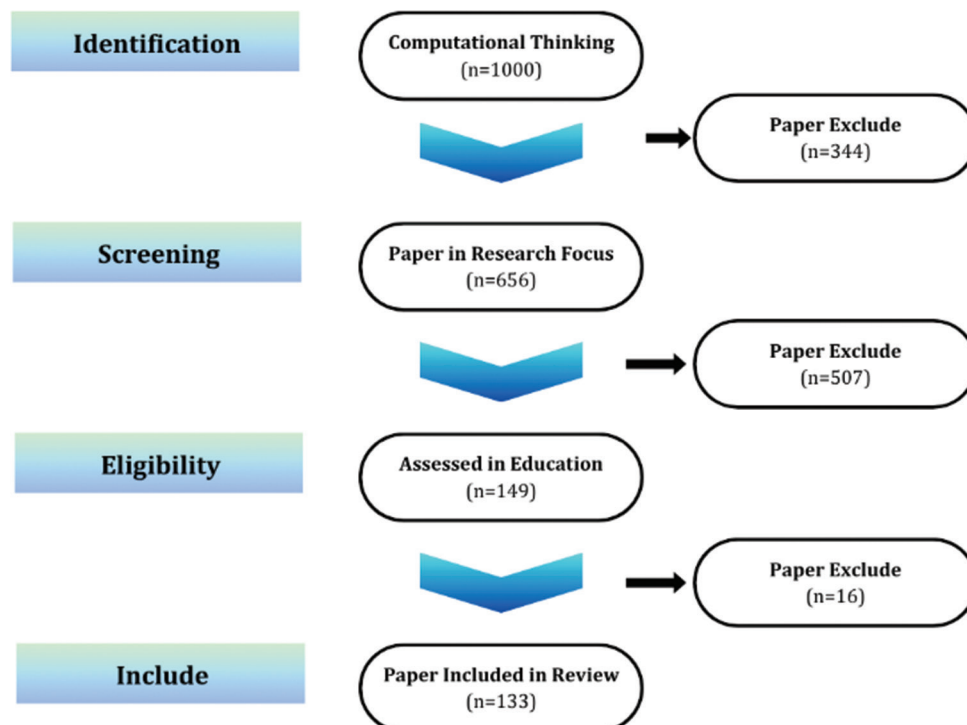 Identification
Computational Thinking
(n=1000)
Paper Exclude
(n=344)
Screening
Paper in Research Focus
(n=656)
Paper Exclude
(n=507)
Eligibility
Assessed in Education
(n=149)
Paper Exclude
(n=16)
Include
Paper Included in Review
(n=133)